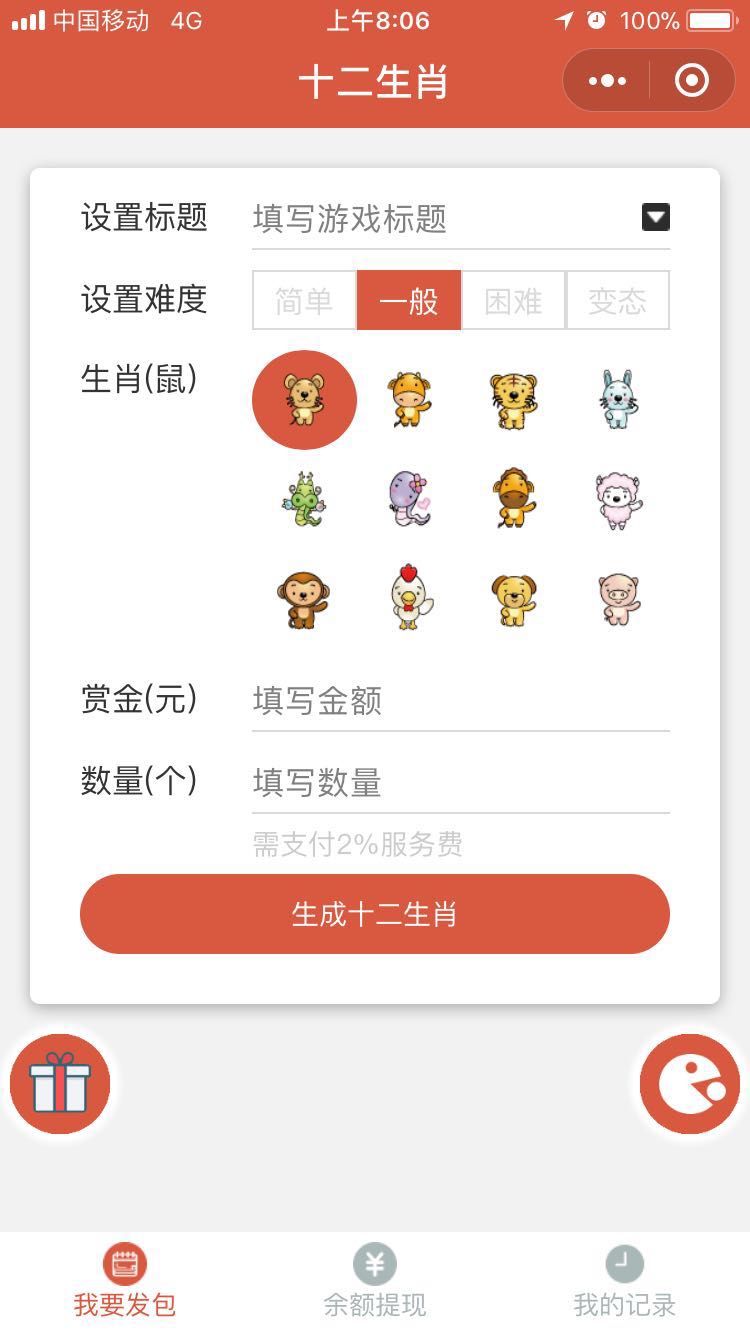 中国移动 4G 上午8:06 100%
十二生肖
设置标题 填写游戏标题
设置难度 简单 一般 困难 变态
生肖(鼠)
赏金(元) 填写金额
数量(个) 填写数量
需支付2%服务费
生成十二生肖
¥
我要发包 余额提现 我的记录